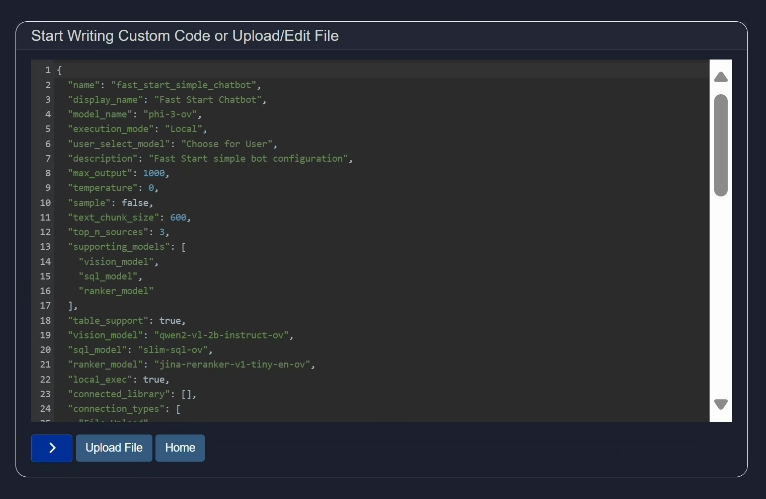 Start Writing Custom Code or Upload/Edit File
1 {
2 "name": "fast_start_simple_chatbot",
3 "display_name": "Fast Start Chatbot",
4 "model_name": "phi-3-ov",
5 "execution_mode": "Local",
6 "user_select_model": "Choose for User",
7 "description": "Fast Start simple bot configuration",
8 "max_output": 1000,
9 "temperature": 0,
10 "sample": false,
11 "text_chunk_size": 600,
12 "top_n_sources": 3,
13 "supporting_models": [
14 "vision_model",
15 "sql_model",
16 "ranker_model"
17 ],
18 "table_support": true,
19 "vision_model": "qwen2-vl-2b-instruct-ov",
20 "sql_model": "slim-sql-ov",
21 "ranker_model": "jina-reranker-v1-tiny-en-ov",
22 "local_exec": true,
23 "connected_library": [],
24 "connection_types": [
> Upload File Home